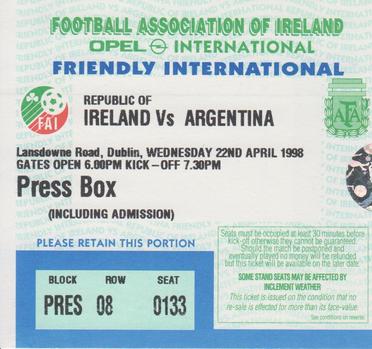 FOOTBALL ASSOCIATION OF IRELAND
OPEL INTERNATIONAL
FRIENDLY INTERNATIONAL
FAI
REPUBLIC OF
IRELAND Vs ARGENTINA
Lansdowne Road, Dublin, WEDNESDAY 22ND APRIL 1998
GATES OPEN 6.00PM KICK – OFF 7.30PM
Press Box
(INCLUDING ADMISSION)
PLEASE RETAIN THIS PORTION
BLOCK ROW SEAT
PRES 08 0133
Seats must be occupied at least 30 minutes before
kick-off otherwise they cannot be guaranteed.
Should the match be postponed and
eventually played no money will be refunded
but this ticket will be available on the later date.
SOME STAND SEATS MAY BE AFFECTED BY
INCLEMENT WEATHER
This ticket is issued on the condition that no
re-sale is effected for more than its face-value.
See conditions on reverse.